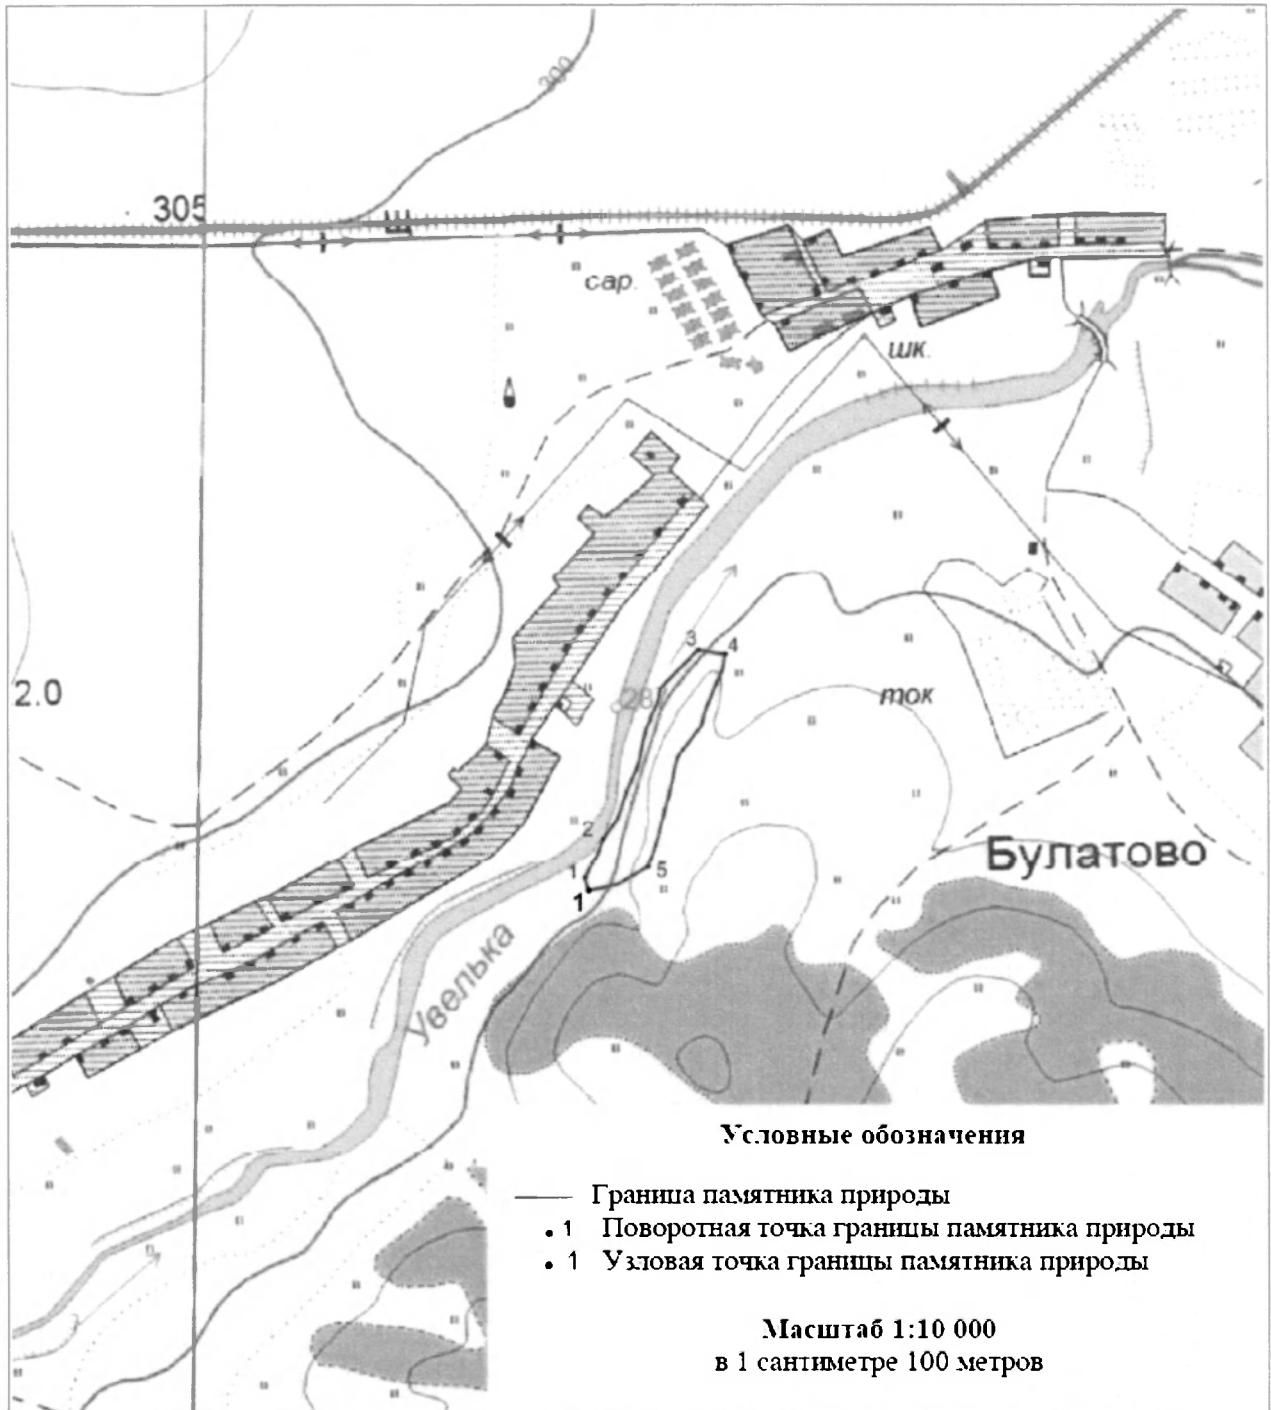 300
305
сар.
шк.
3
4
2.0
287
ток
2
Булатово
1
5
1
Увелька
Условные обозначения
Граница памятника природы
1 Поворотная точка границы памятника природы
1 Узловая точка границы памятника природы
Масштаб 1:10 000
в 1 сантиметре 100 метров